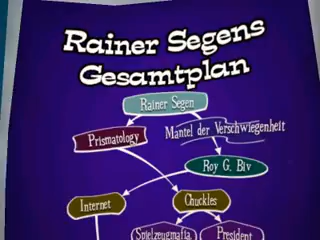 Rainer Segens
Gesamtplan
Rainer Segen
Prismatology
Mantel der Verschwiegenheit
Roy G. Biv
Internet
Chuckles
Spielzeugmafia
President